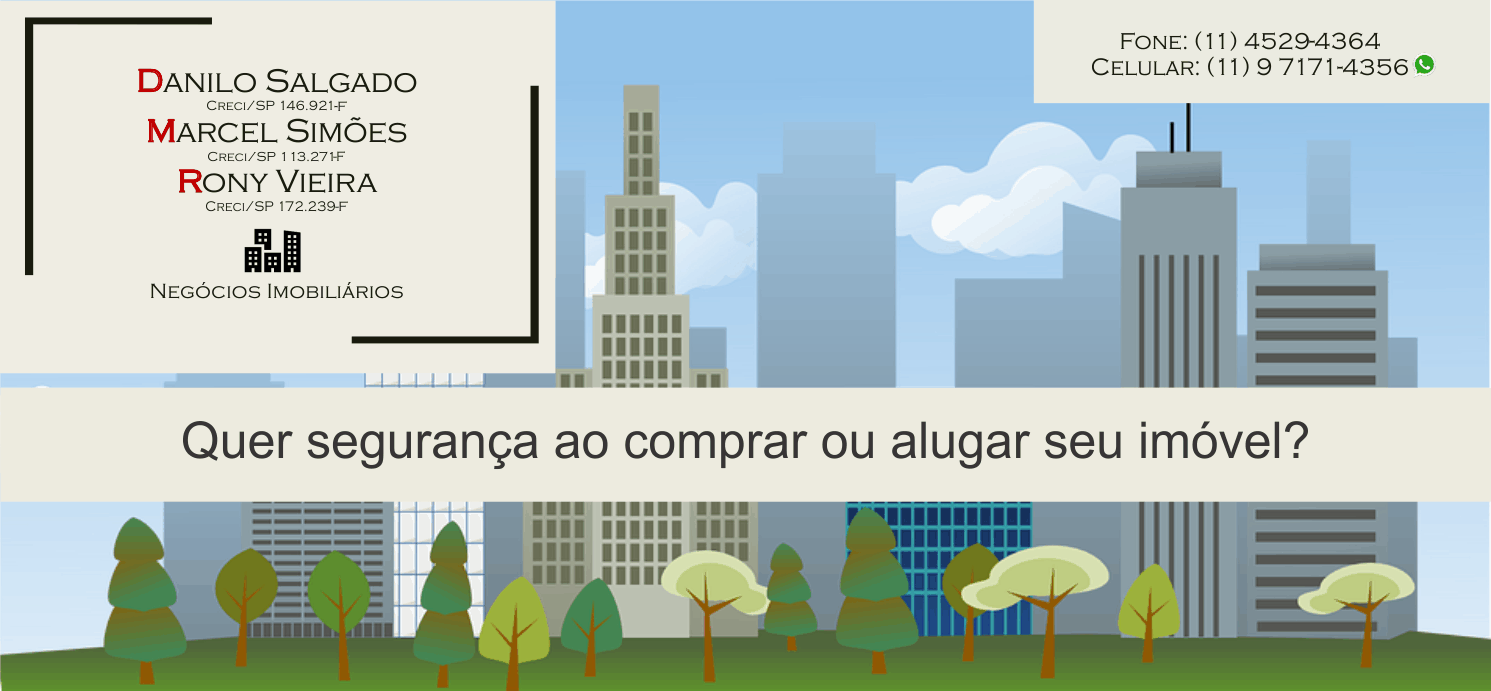 Danilo Salgado
Creci/SP 146.921-F
Marcel Simões
Creci/SP 113.271-F
Rony Vieira
Creci/SP 172.239-F
Negócios Imobiliários
Fone: (11) 4529-4364
Celular: (11) 9 7171-4356
Quer segurança ao comprar ou alugar seu imóvel?